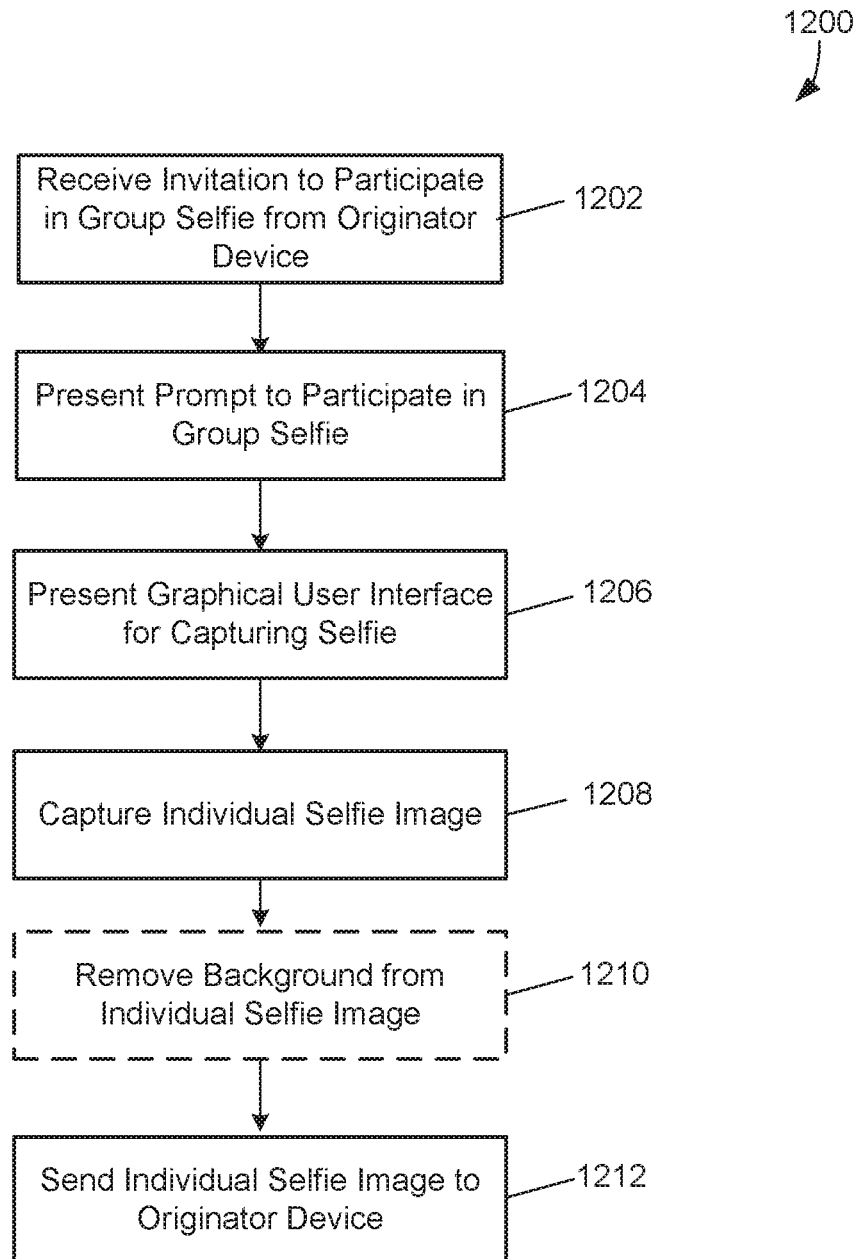 1200
Receive Invitation to Participate
in Group Selfie from Originator
Device
1202
Present Prompt to Participate in
Group Selfie
1204
Present Graphical User Interface
for Capturing Selfie
1206
Capture Individual Selfie Image
1208
Remove Background from
Individual Selfie Image
1210
Send Individual Selfie Image to
Originator Device
1212